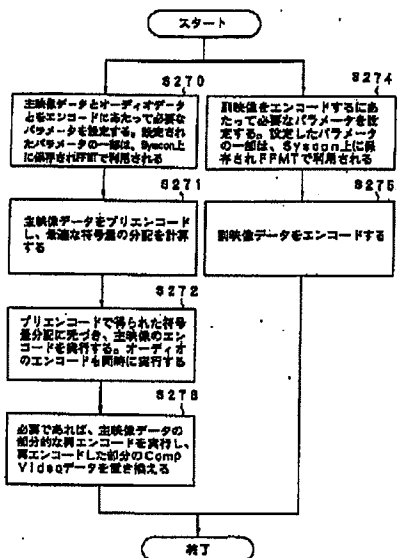 スタート
S270
主映像データとオーディオデータ
とをエンコードにあたって必要な
パラメータを設定する。設定され
たパラメータの一部は、Syscon上
に保存されFFMTで利用される
S274
副映像をエンコードするにあ
たって必要なパラメータを設
定する。設定したパラメータ
の一部は、Syscon上に保
存されFFMTで利用される
S271
主映像データをプリエンコード
し、最適な符号量の分配を計算
する
S275
副映像データをエンコードする
S272
プリエンコードで得られた符号
量分配に元づき、主映像のエン
コードを実行する。オーディオ
のエンコードも同時に実行する
S273
必要であれば、主映像データの
部分的な再エンコードを実行し、
再エンコードした部分のComp
Videoデータを置き換える
終了